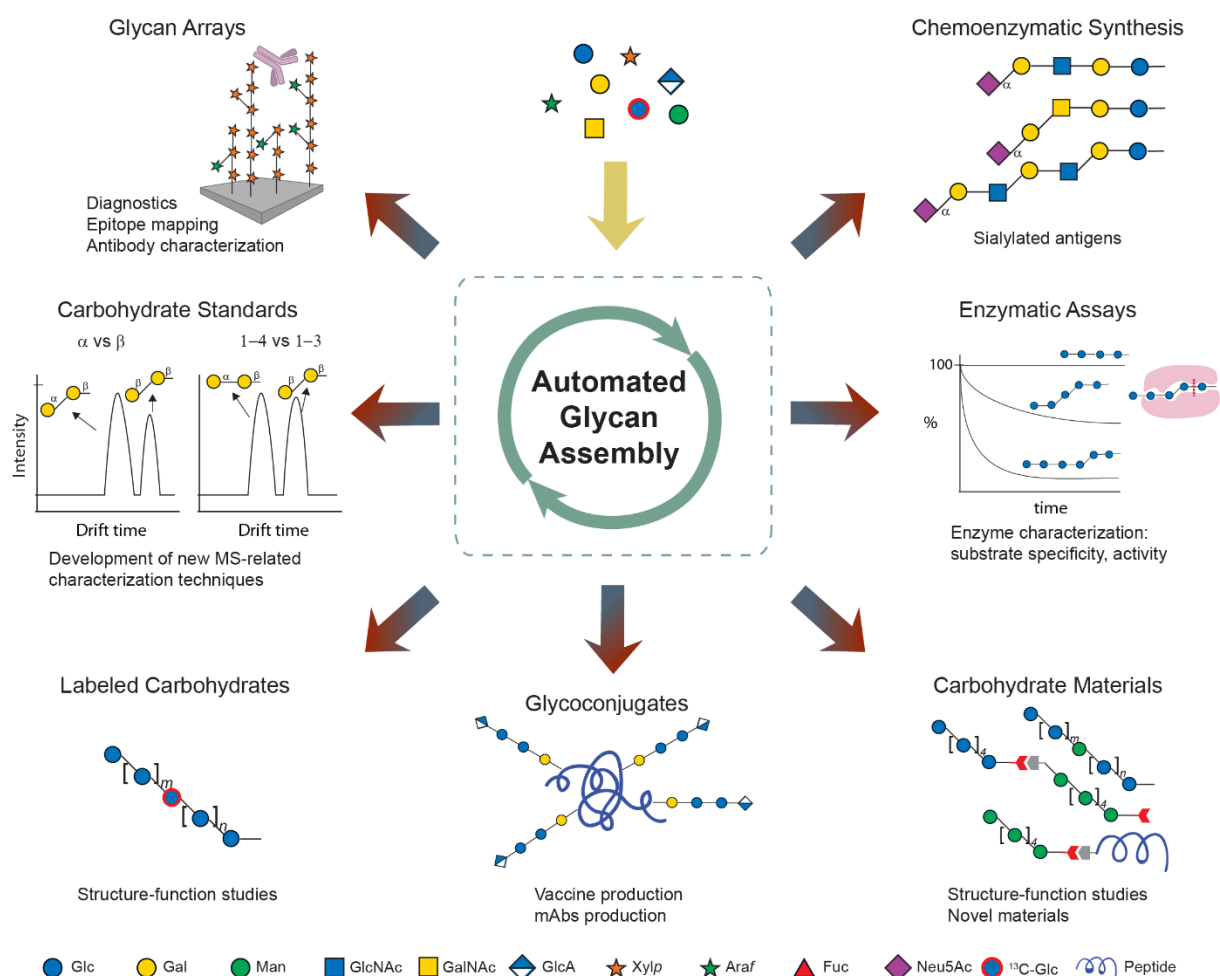 Glycan Arrays
Diagnostics
Epitope mapping
Antibody characterization
Chemoenzymatic Synthesis
α
α
α
Sialylated antigens
Carbohydrate Standards
α vs β
1–4 vs 1–3
Intensity
α
β
β
β
α
β
β
β
Drift time
Drift time
Development of new MS-related
characterization techniques
Automated
Glycan
Assembly
Enzymatic Assays
100
%
time
Enzyme characterization:
substrate specificity, activity
Labeled Carbohydrates
[ ]m
[ ]n
Structure-function studies
Glycoconjugates
Vaccine production
mAbs production
Carbohydrate Materials
[ ]4
[ ]m
[ ]n
[ ]4
[ ]4
Structure-function studies
Novel materials
Glc Gal Man GlcNAc GalNAc GlcA Xylp Araf Fuc Neu5Ac ¹³C-Glc Peptide